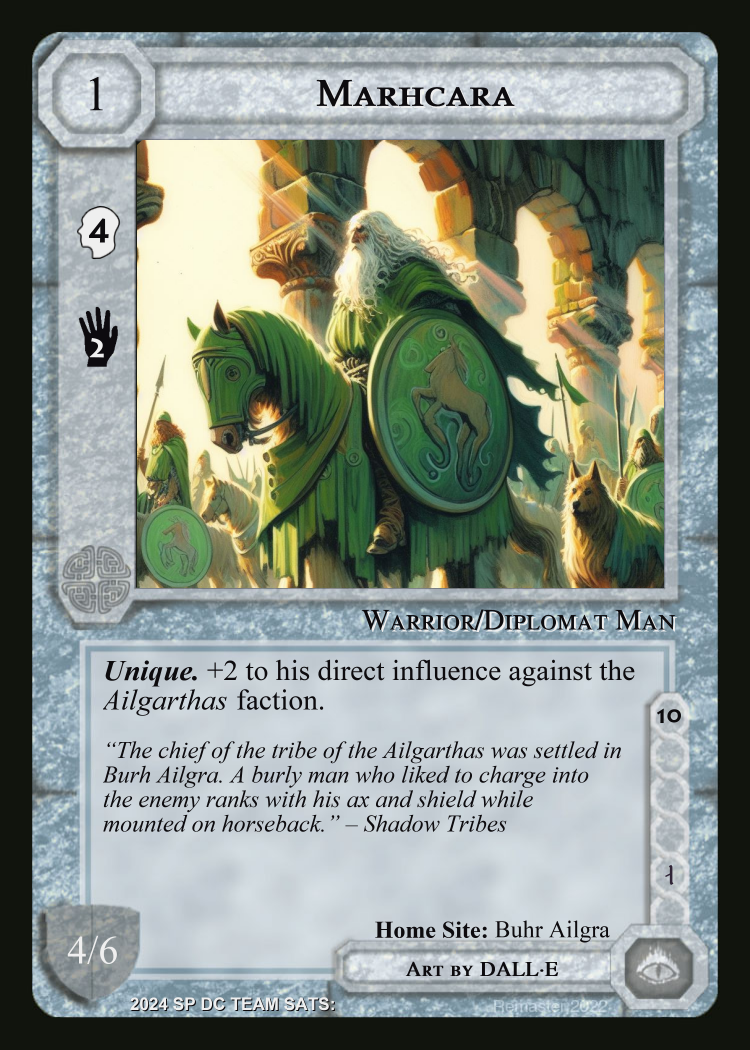 1
Marhcara
4
2
Warrior/Diplomat Man
Unique. +2 to his direct influence against the
Ailgarthas faction.
10
“The chief of the tribe of the Ailgarthas was settled in
Burh Ailgra. A burly man who liked to charge into
the enemy ranks with his ax and shield while
mounted on horseback.” – Shadow Tribes
Home Site: Buhr Ailgra
4/6
Art by DALL·E
2024 SP DC TEAM SATS:
Remaster 2022